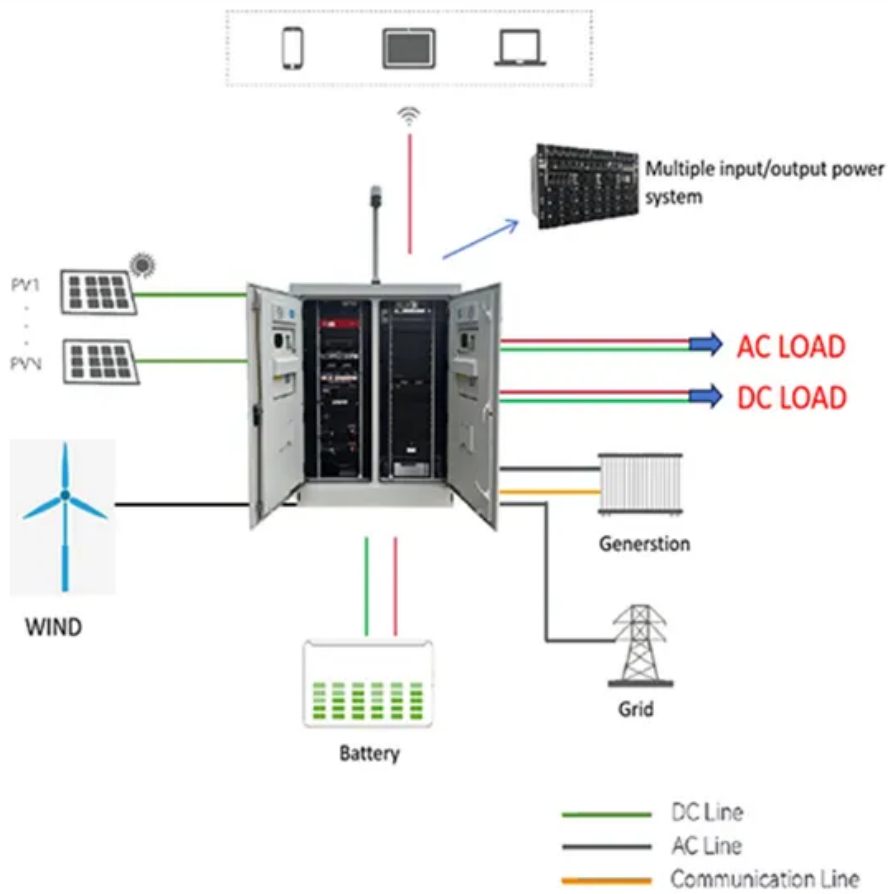 Multiple input/output power
system
PV1
PVN
AC LOAD
DC LOAD
Generstion
WIND
Grid
Battery
DC Line
AC Line
Communication Line